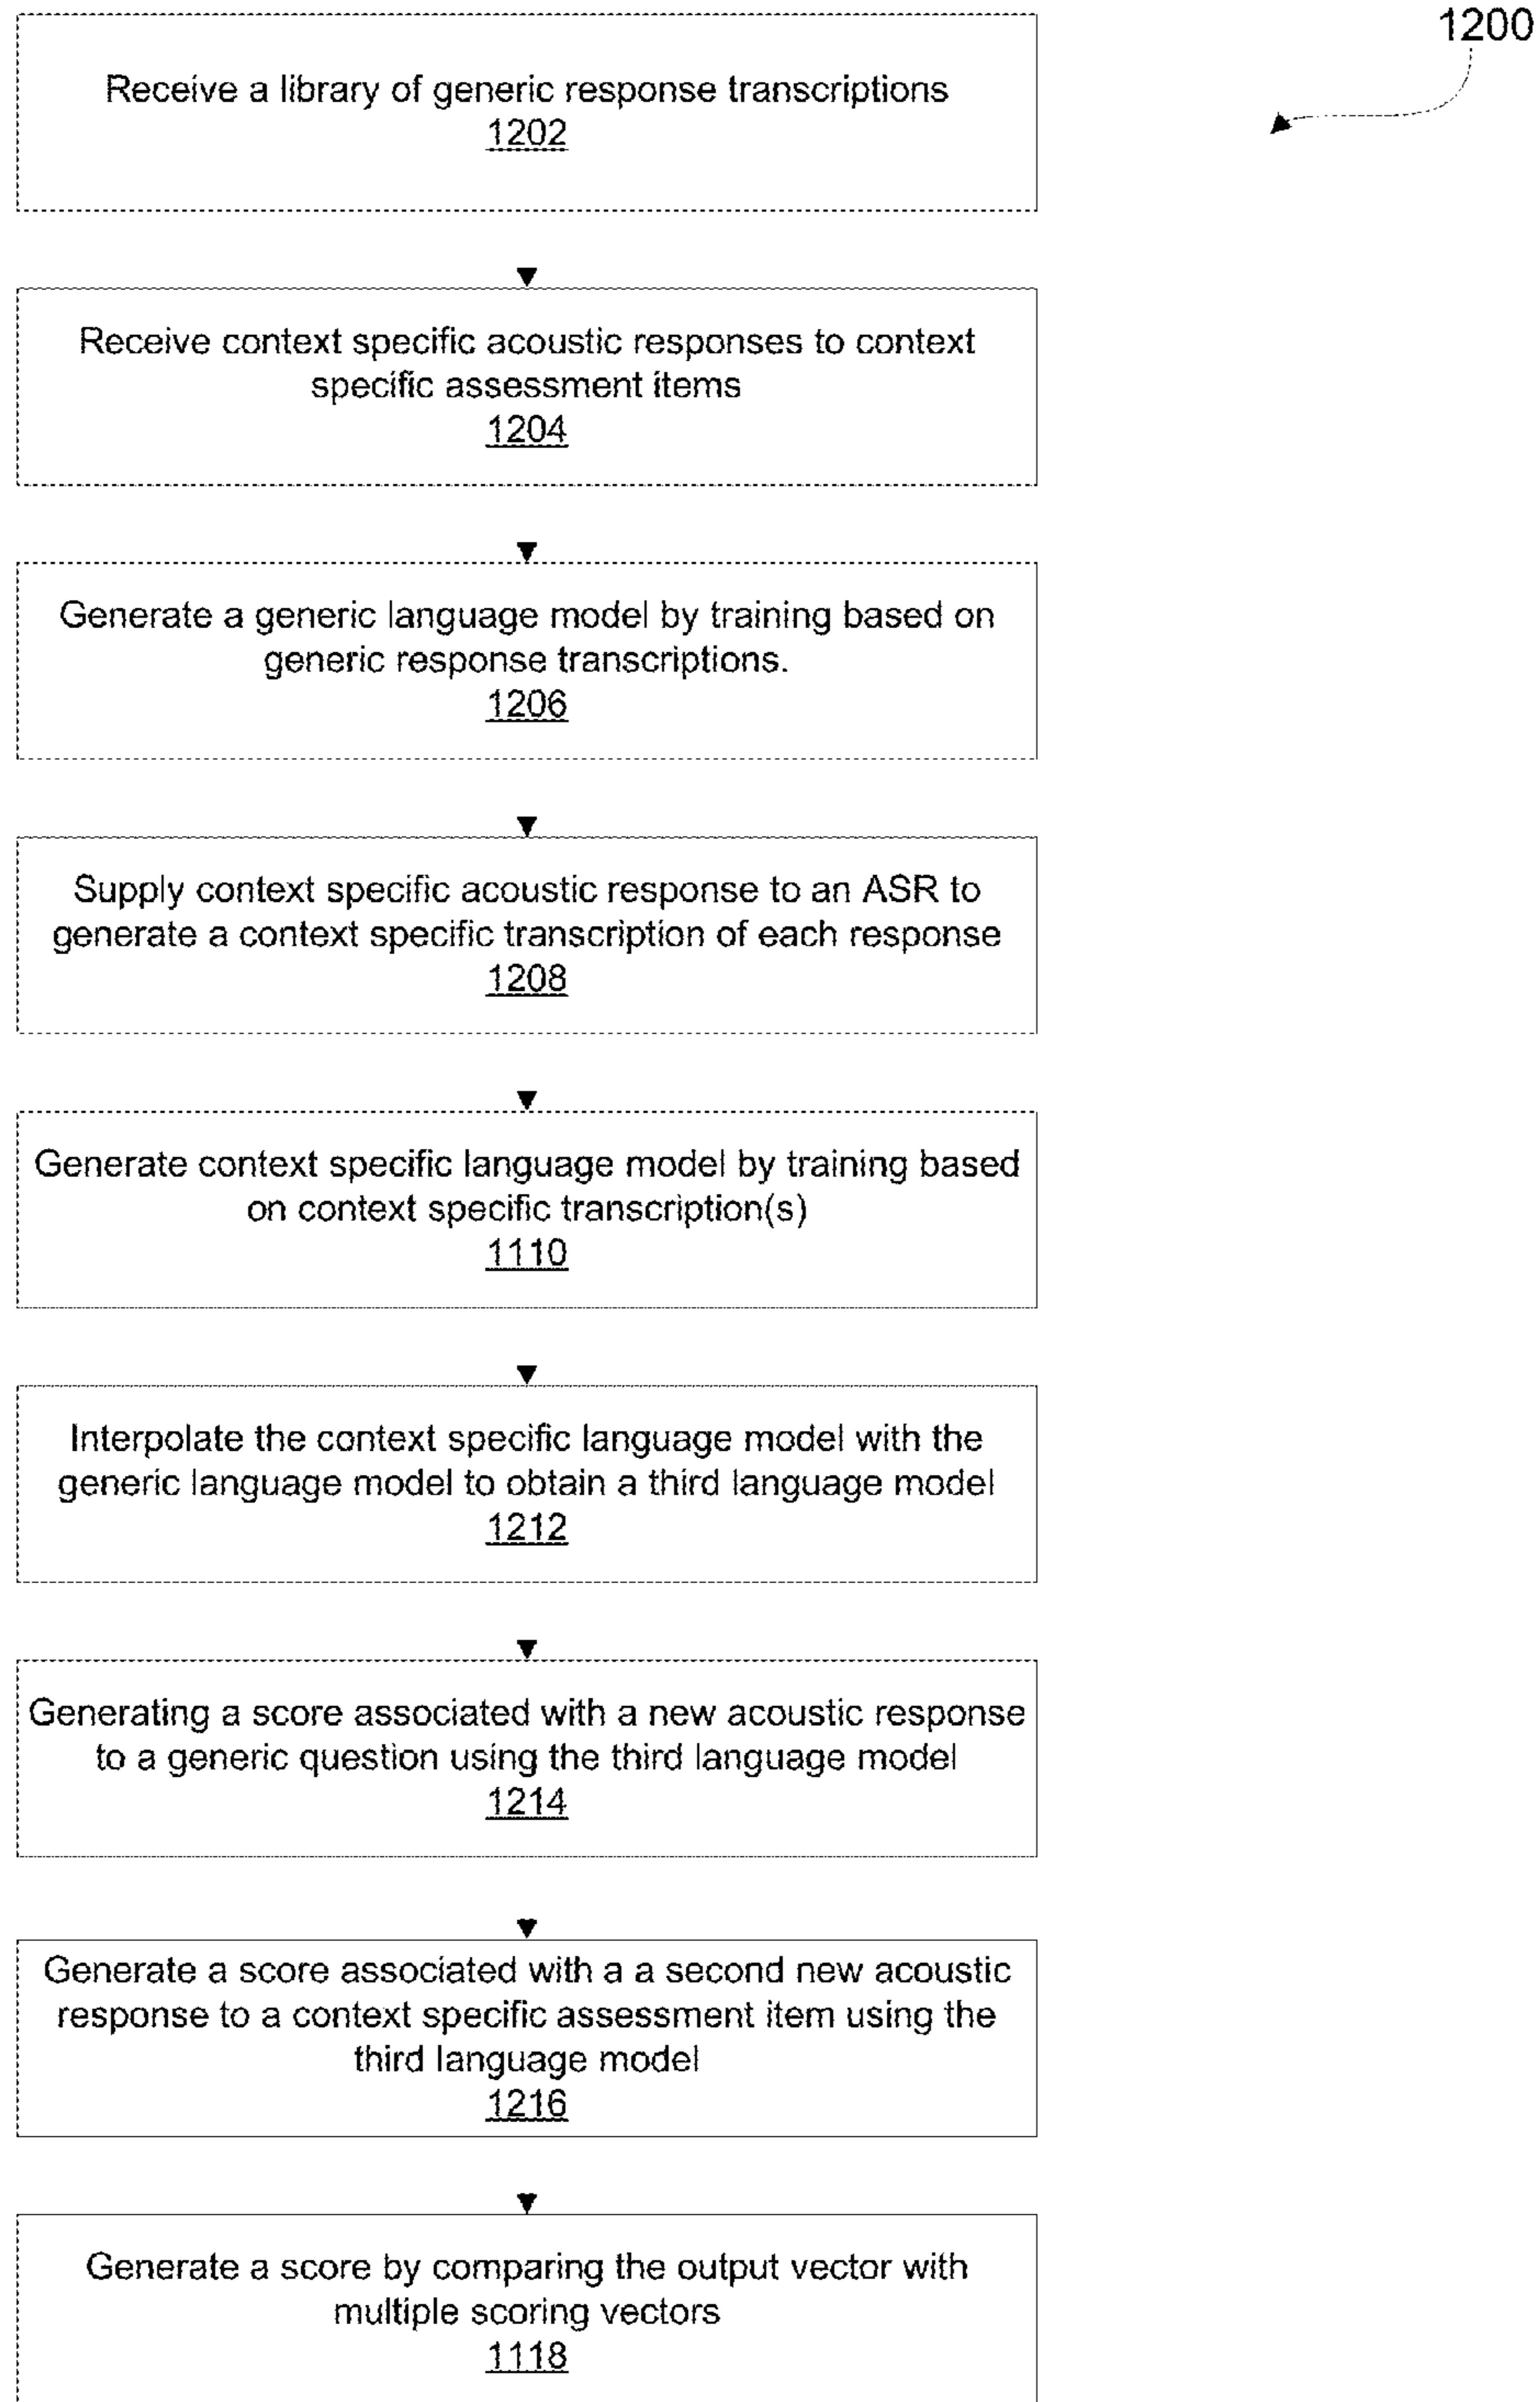 1200
Receive a library of generic response transcriptions
1202
Receive context specific acoustic responses to context
specific assessment items
1204
Generate a generic language model by training based on
generic response transcriptions.
1206
Supply context specific acoustic response to an ASR to
generate a context specific transcription of each response
1208
Generate context specific language model by training based
on context specific transcription(s)
1110
Interpolate the context specific language model with the
generic language model to obtain a third language model
1212
Generating a score associated with a new acoustic response
to a generic question using the third language model
1214
Generate a score associated with a a second new acoustic
response to a context specific assessment item using the
third language model
1216
Generate a score by comparing the output vector with
multiple scoring vectors
1118